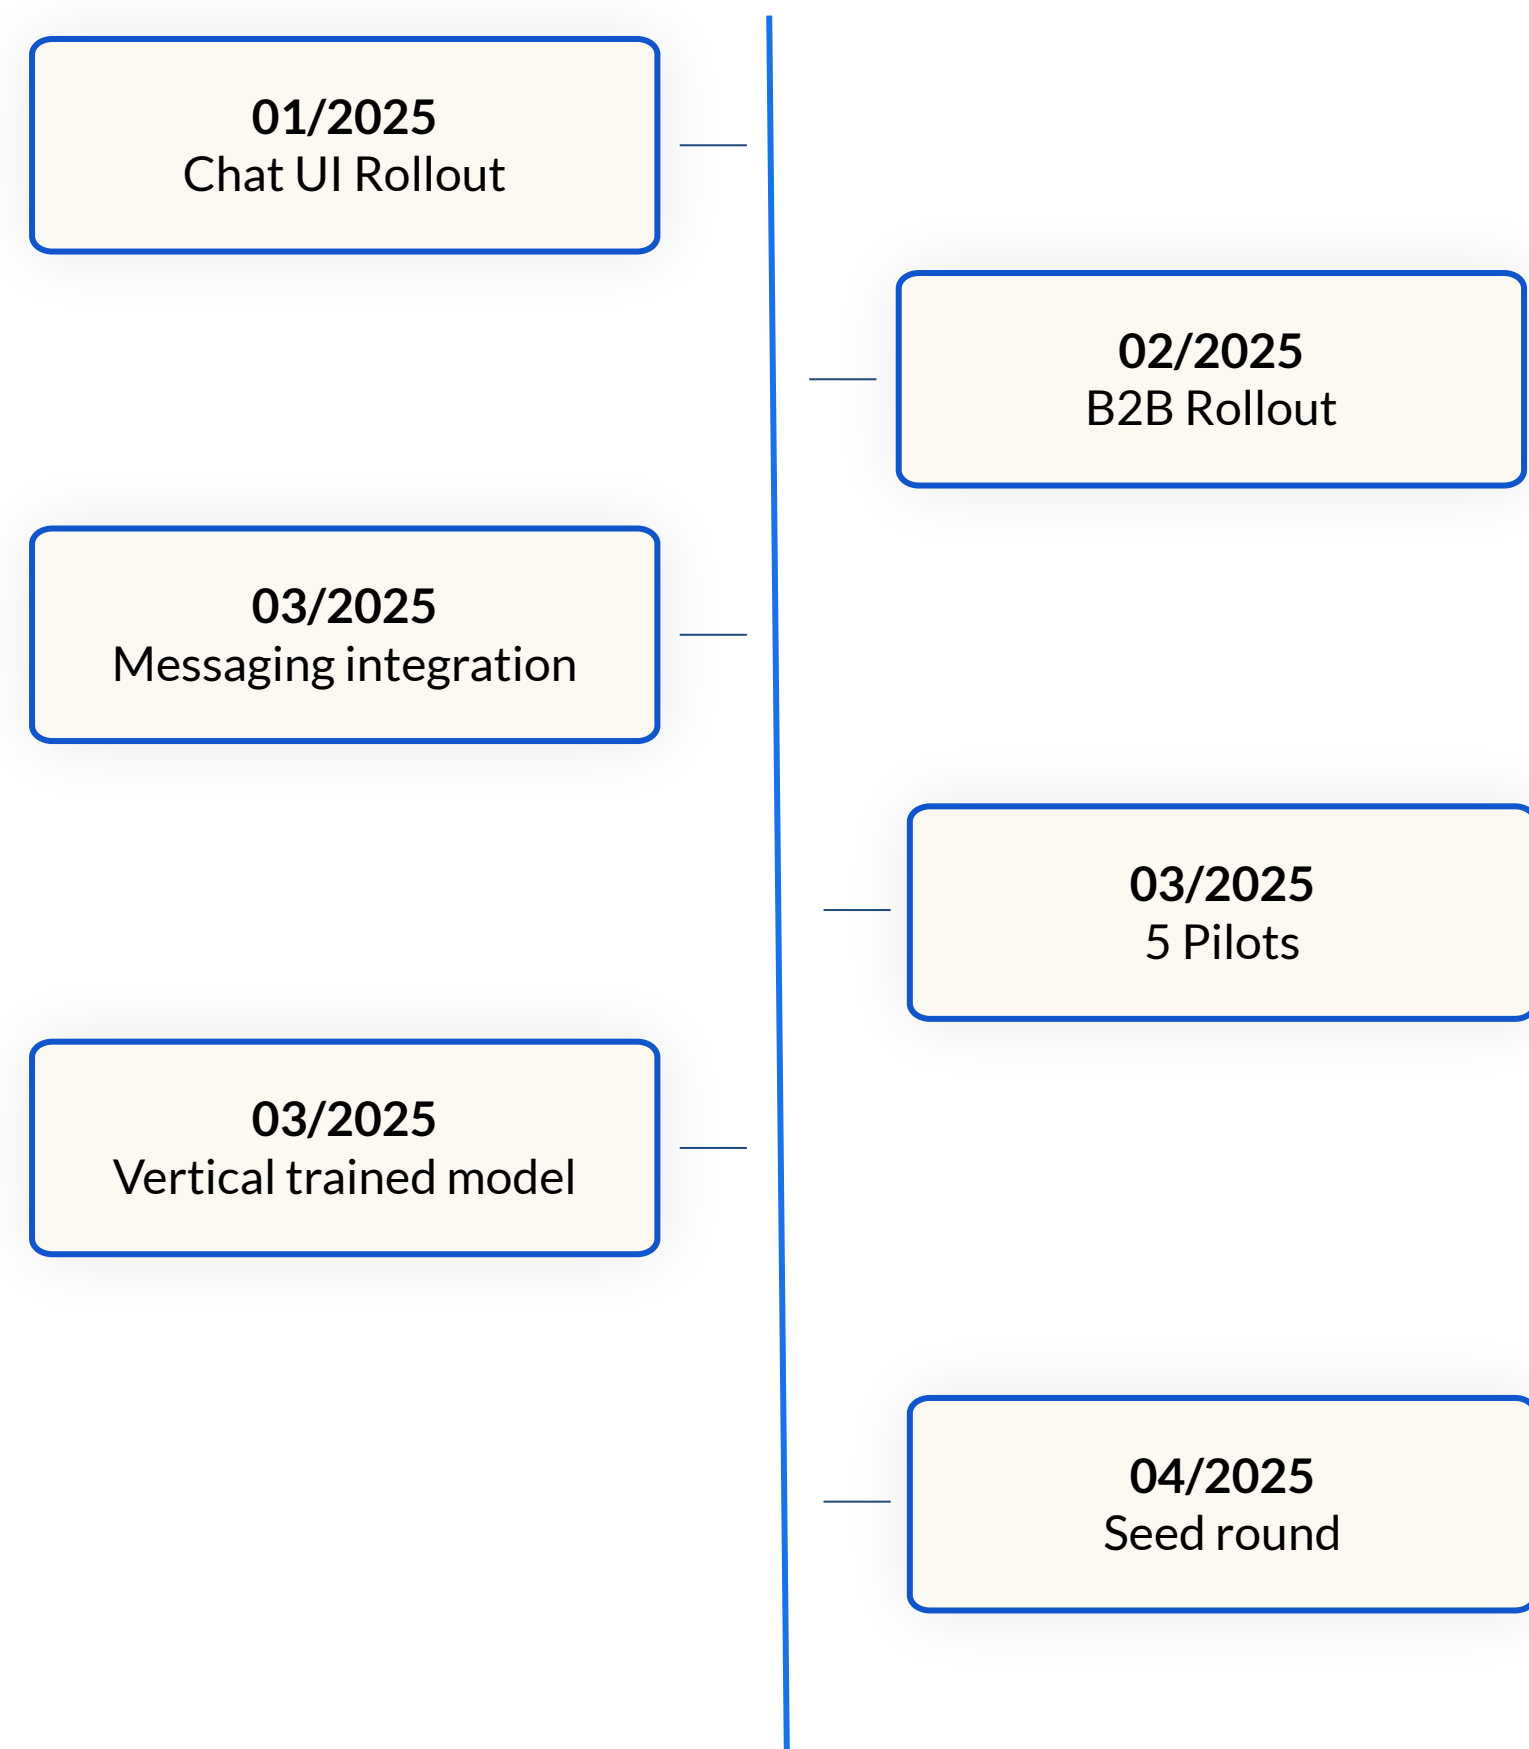 01/2025
Chat UI Rollout
02/2025
B2B Rollout
03/2025
Messaging integration
03/2025
5 Pilots
03/2025
Vertical trained model
04/2025
Seed round